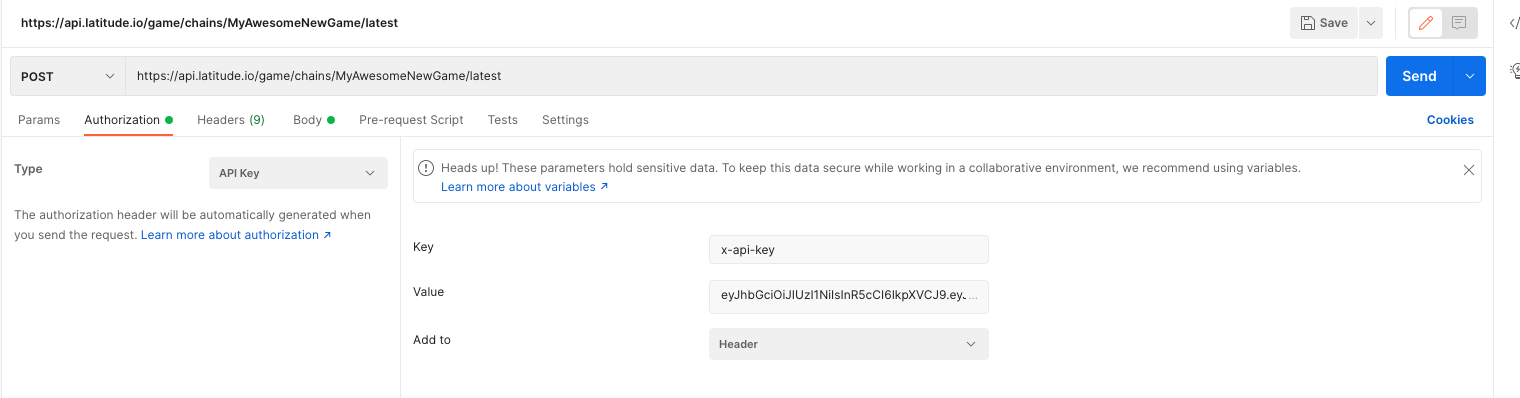 https://api.latitude.io/game/chains/MyAwesomeNewGame/latest
Save
POST https://api.latitude.io/game/chains/MyAwesomeNewGame/latest Send
Params Authorization Headers (9) Body Pre-request Script Tests Settings Cookies
Type API Key
The authorization header will be automatically generated when
you send the request. Learn more about authorization ↗
Heads up! These parameters hold sensitive data. To keep this data secure while working in a collaborative environment, we recommend using variables.
Learn more about variables ↗
Key x-api-key
Value eyJhbGciOiJIUzI1NiIsInR5cCI6IkpXVCJ9.eyJ...
Add to Header